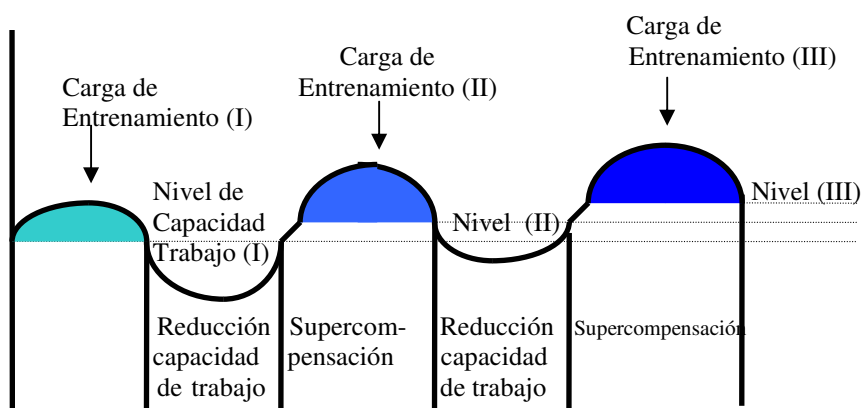 Carga de
Entrenamiento (I)
Carga de
Entrenamiento (II)
Carga de
Entrenamiento (III)
Nivel de
Capacidad
Trabajo (I)
Nivel (II)
Nivel (III)
Reducción
capacidad
de trabajo
Supercom-
pensación
Reducción
capacidad
de trabajo
Supercompensación